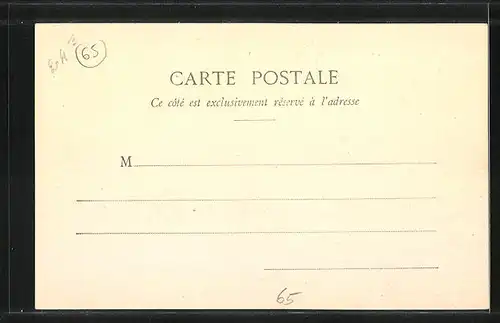 65
CARTE POSTALE
Ce côté est exclusivement réservé à l'adresse
M
65